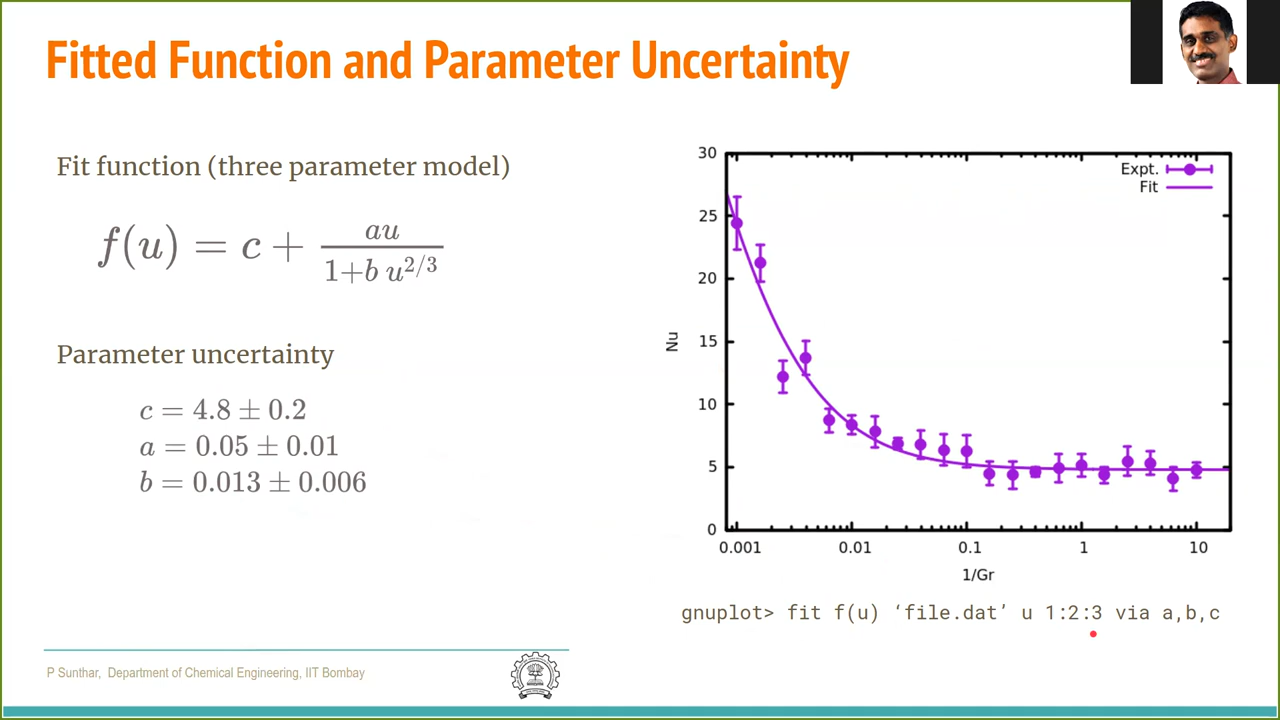 Fitted Function and Parameter Uncertainty
Fit function (three parameter model)
f(u) = c + au / (1+b u^{2/3})
Parameter uncertainty
c = 4.8 ± 0.2
a = 0.05 ± 0.01
b = 0.013 ± 0.006
30
25
20
15
10
5
0
Nu
Expt.
Fit
0.001 0.01 0.1 1 10
1/Gr
gnuplot> fit f(u) ‘file.dat’ u 1:2:3 via a,b,c
P Sunthar, Department of Chemical Engineering, IIT Bombay